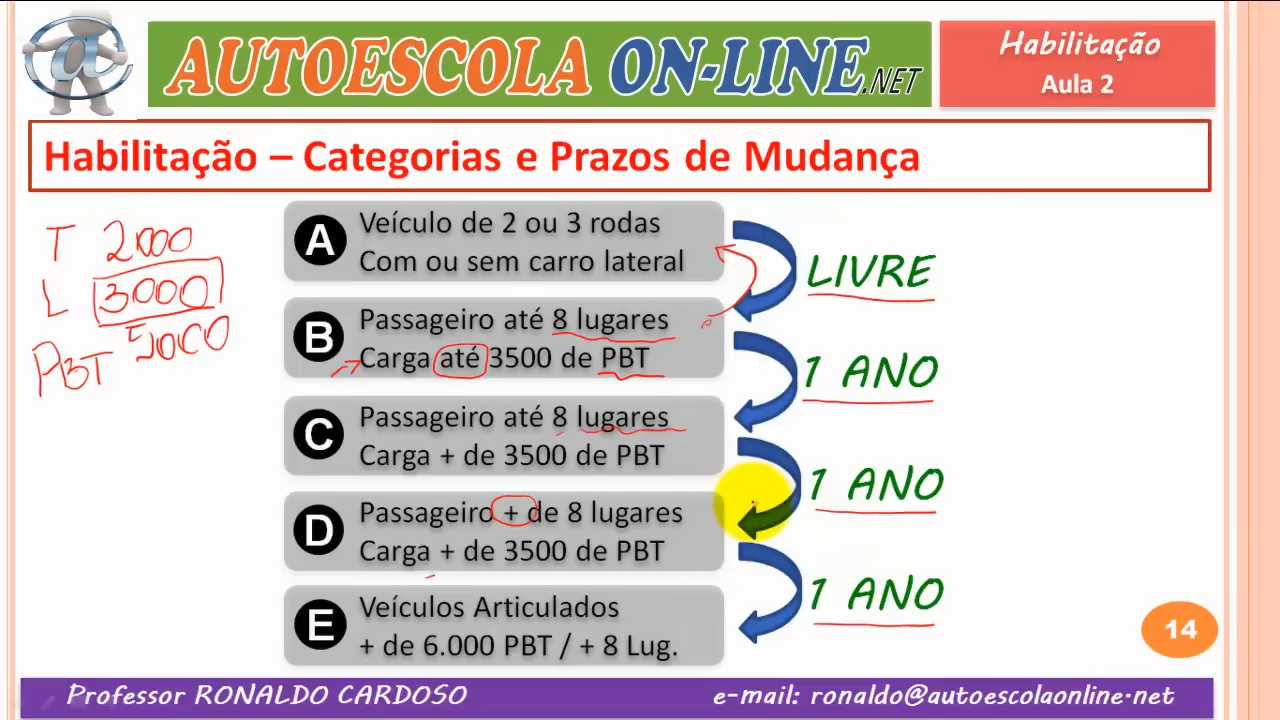 @
AUTOESCOLA ON-LINE.NET
Habilitação
Aula 2
Habilitação – Categorias e Prazos de Mudança
T 2000
L 3000
PBT 5000
A
Veículo de 2 ou 3 rodas
Com ou sem carro lateral
LIVRE
B
Passageiro até 8 lugares
Carga até 3500 de PBT
1 ANO
C
Passageiro até 8 lugares
Carga + de 3500 de PBT
1 ANO
D
Passageiro + de 8 lugares
Carga + de 3500 de PBT
1 ANO
E
Veículos Articulados
+ de 6.000 PBT / + 8 Lug.
14
Professor RONALDO CARDOSO
e-mail: ronaldo@autoescolaonline.net